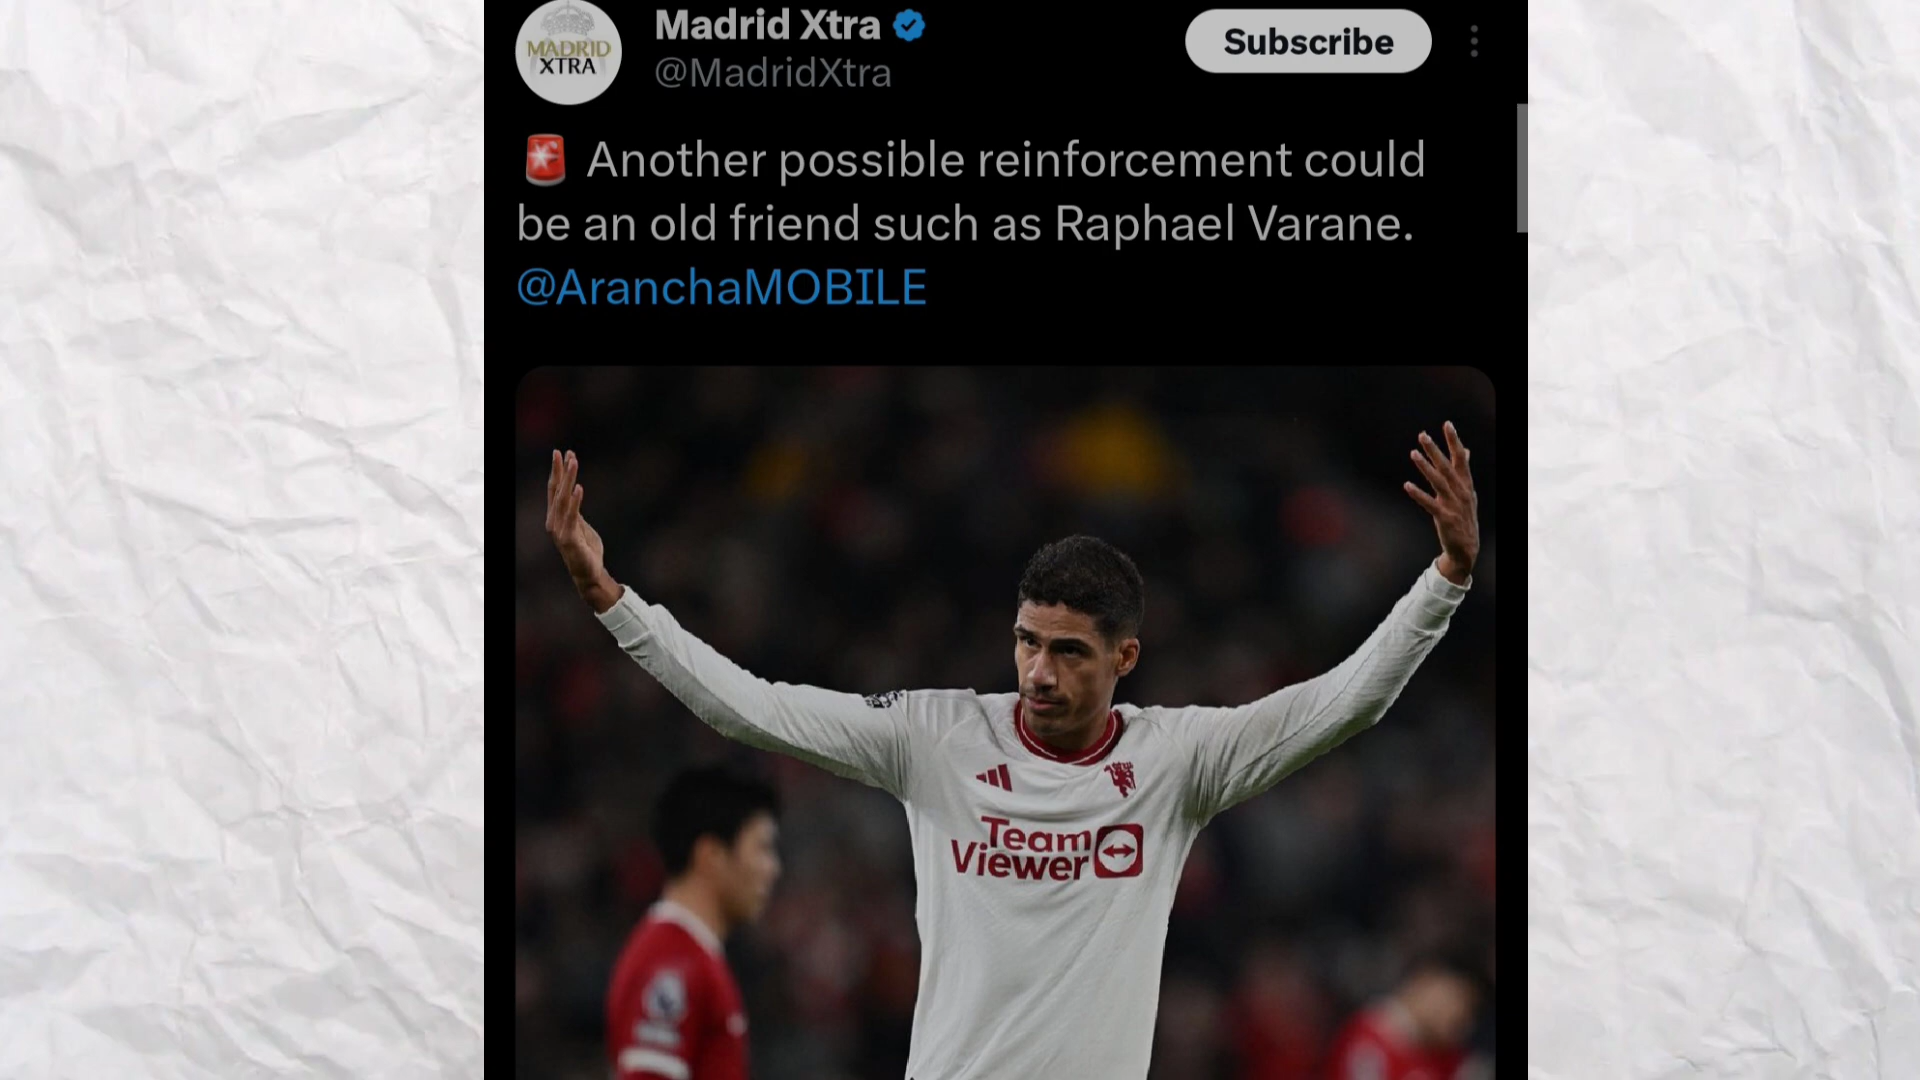 MADRID
XTRA
Madrid Xtra
@MadridXtra
Subscribe
🚨 Another possible reinforcement could
be an old friend such as Raphael Varane.
@AranchaMOBILE
Team
Viewer